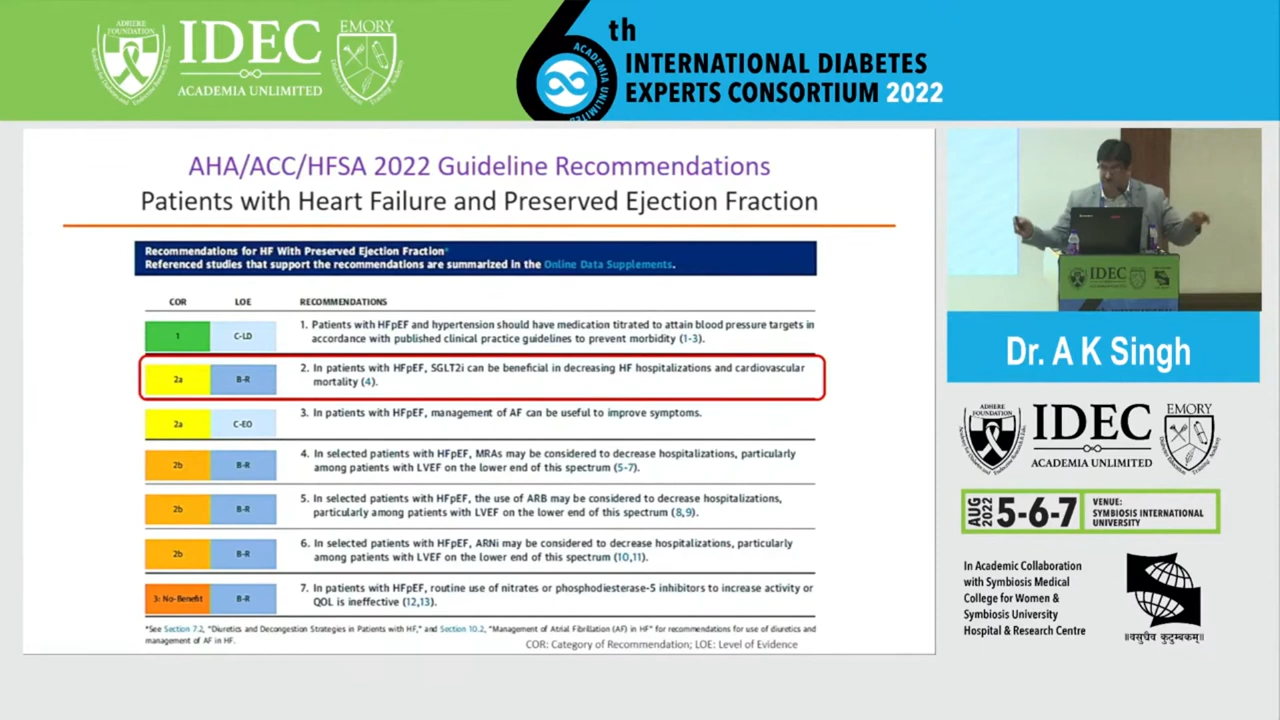 ADHERE
FOUNDATION
IDEC
ACADEMIA UNLIMITED
EMORY
6th
ACADEMIA UNLIMITED
INTERNATIONAL DIABETES
EXPERTS CONSORTIUM 2022
AHA/ACC/HFSA 2022 Guideline Recommendations
Patients with Heart Failure and Preserved Ejection Fraction
Recommendations for HF With Preserved Ejection Fraction*
Referenced studies that support the recommendations are summarized in the Online Data Supplements.
COR LOE RECOMMENDATIONS
1 C-LD 1. Patients with HFpEF and hypertension should have medication titrated to attain blood pressure targets in
accordance with published clinical practice guidelines to prevent morbidity (1-3).
2a B-R 2. In patients with HFpEF, SGLT2i can be beneficial in decreasing HF hospitalizations and cardiovascular
mortality (4).
2a C-EO 3. In patients with HFpEF, management of AF can be useful to improve symptoms.
2b B-R 4. In selected patients with HFpEF, MRAs may be considered to decrease hospitalizations, particularly
among patients with LVEF on the lower end of this spectrum (5-7).
2b B-R 5. In selected patients with HFpEF, the use of ARB may be considered to decrease hospitalizations,
particularly among patients with LVEF on the lower end of this spectrum (8,9).
2b B-R 6. In selected patients with HFpEF, ARNi may be considered to decrease hospitalizations, particularly
among patients with LVEF on the lower end of this spectrum (10,11).
3: No-Benefit B-R 7. In patients with HFpEF, routine use of nitrates or phosphodiesterase-5 inhibitors to increase activity or
QOL is ineffective (12,13).
*See Section 7.2, "Diuretics and Decongestion Strategies in Patients with HF," and Section 10.2, "Management of Atrial Fibrillation (AF) in HF" for recommendations for use of diuretics and
management of AF in HF.
COR: Category of Recommendation; LOE: Level of Evidence
IDEC
Dr. A K Singh
ADHERE
FOUNDATION
IDEC
ACADEMIA UNLIMITED
EMORY
AUG 2022
5-6-7
VENUE:
SYMBIOSIS INTERNATIONAL
UNIVERSITY
In Academic Collaboration
with Symbiosis Medical
College for Women &
Symbiosis University
Hospital & Research Centre
॥वसुधैव कुटुम्बकम्॥